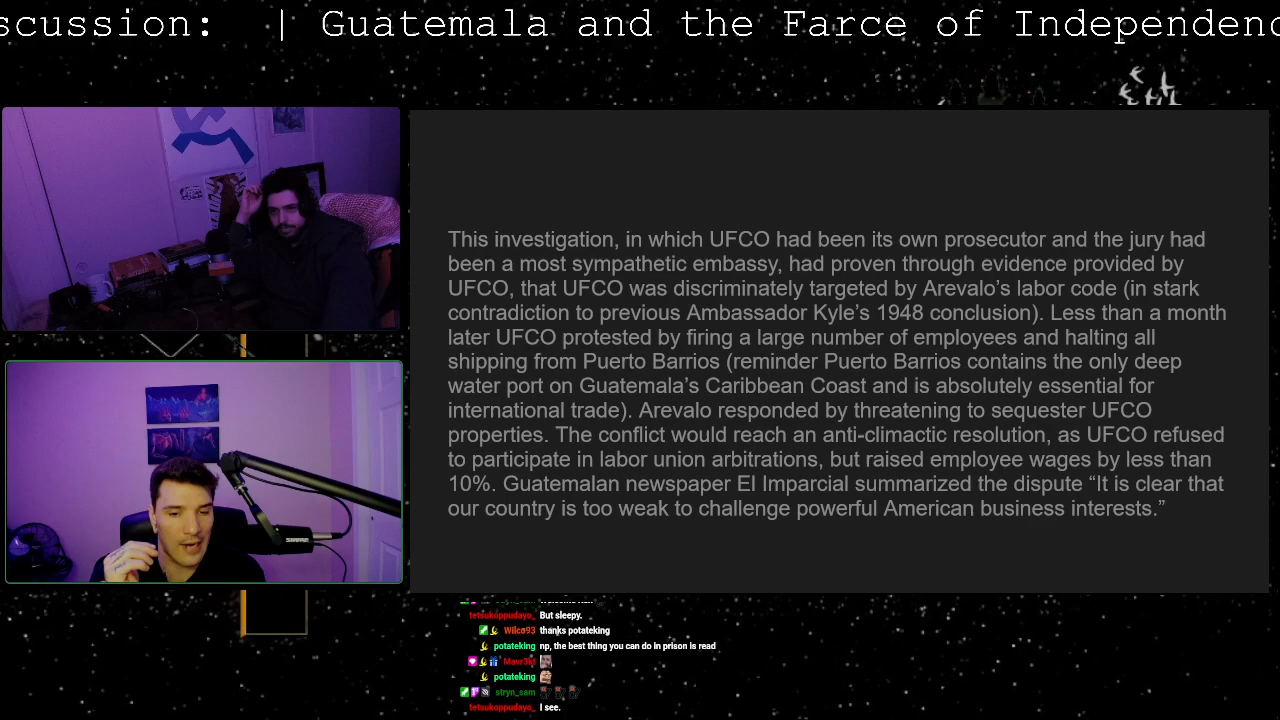 scussion: | Guatemala and the Farce of Independenc
This investigation, in which UFCO had been its own prosecutor and the jury had
been a most sympathetic embassy, had proven through evidence provided by
UFCO, that UFCO was discriminately targeted by Arevalo’s labor code (in stark
contradiction to previous Ambassador Kyle’s 1948 conclusion). Less than a month
later UFCO protested by firing a large number of employees and halting all
shipping from Puerto Barrios (reminder Puerto Barrios contains the only deep
water port on Guatemala’s Caribbean Coast and is absolutely essential for
international trade). Arevalo responded by threatening to sequester UFCO
properties. The conflict would reach an anti-climactic resolution, as UFCO refused
to participate in labor union arbitrations, but raised employee wages by less than
10%. Guatemalan newspaper El Imparcial summarized the dispute “It is clear that
our country is too weak to challenge powerful American business interests.”
SHURE
tetsukoppudayo_ But sleepy.
Wilco93 thanks potateking
potateking np, the best thing you can do in prison is read
potateking
stryn_sam
tetsukoppudayo_ I see.